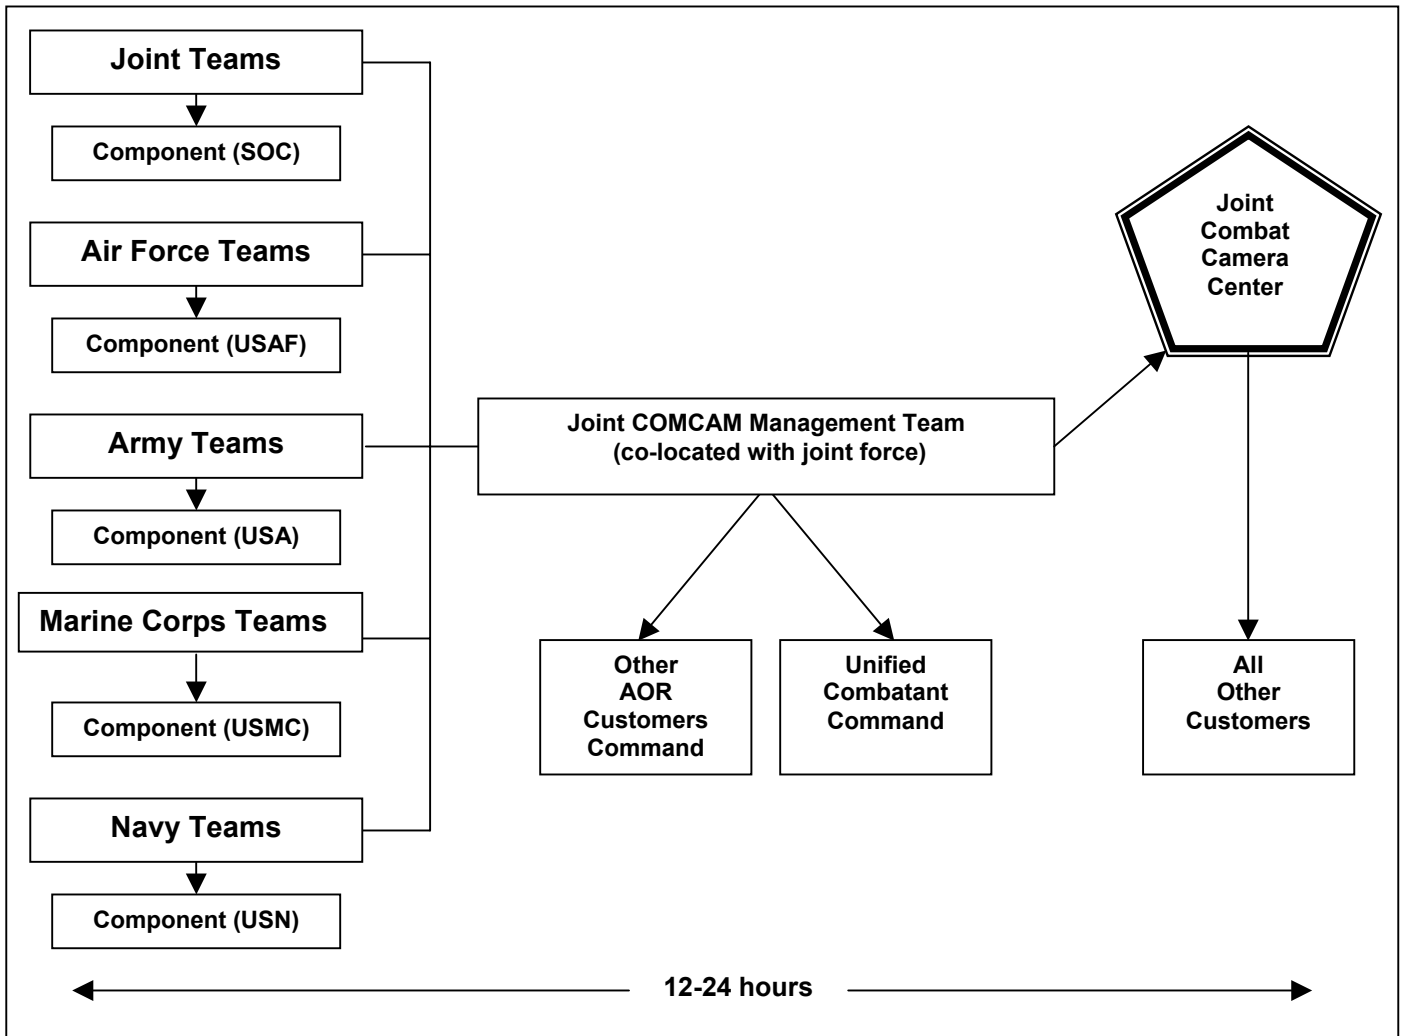 Joint Teams
Component (SOC)
Air Force Teams
Component (USAF)
Army Teams
Component (USA)
Marine Corps Teams
Component (USMC)
Navy Teams
Component (USN)
Joint COMCAM Management Team
(co-located with joint force)
Other
AOR
Customers
Command
Unified
Combatant
Command
Joint
Combat
Camera
Center
All
Other
Customers
12-24 hours